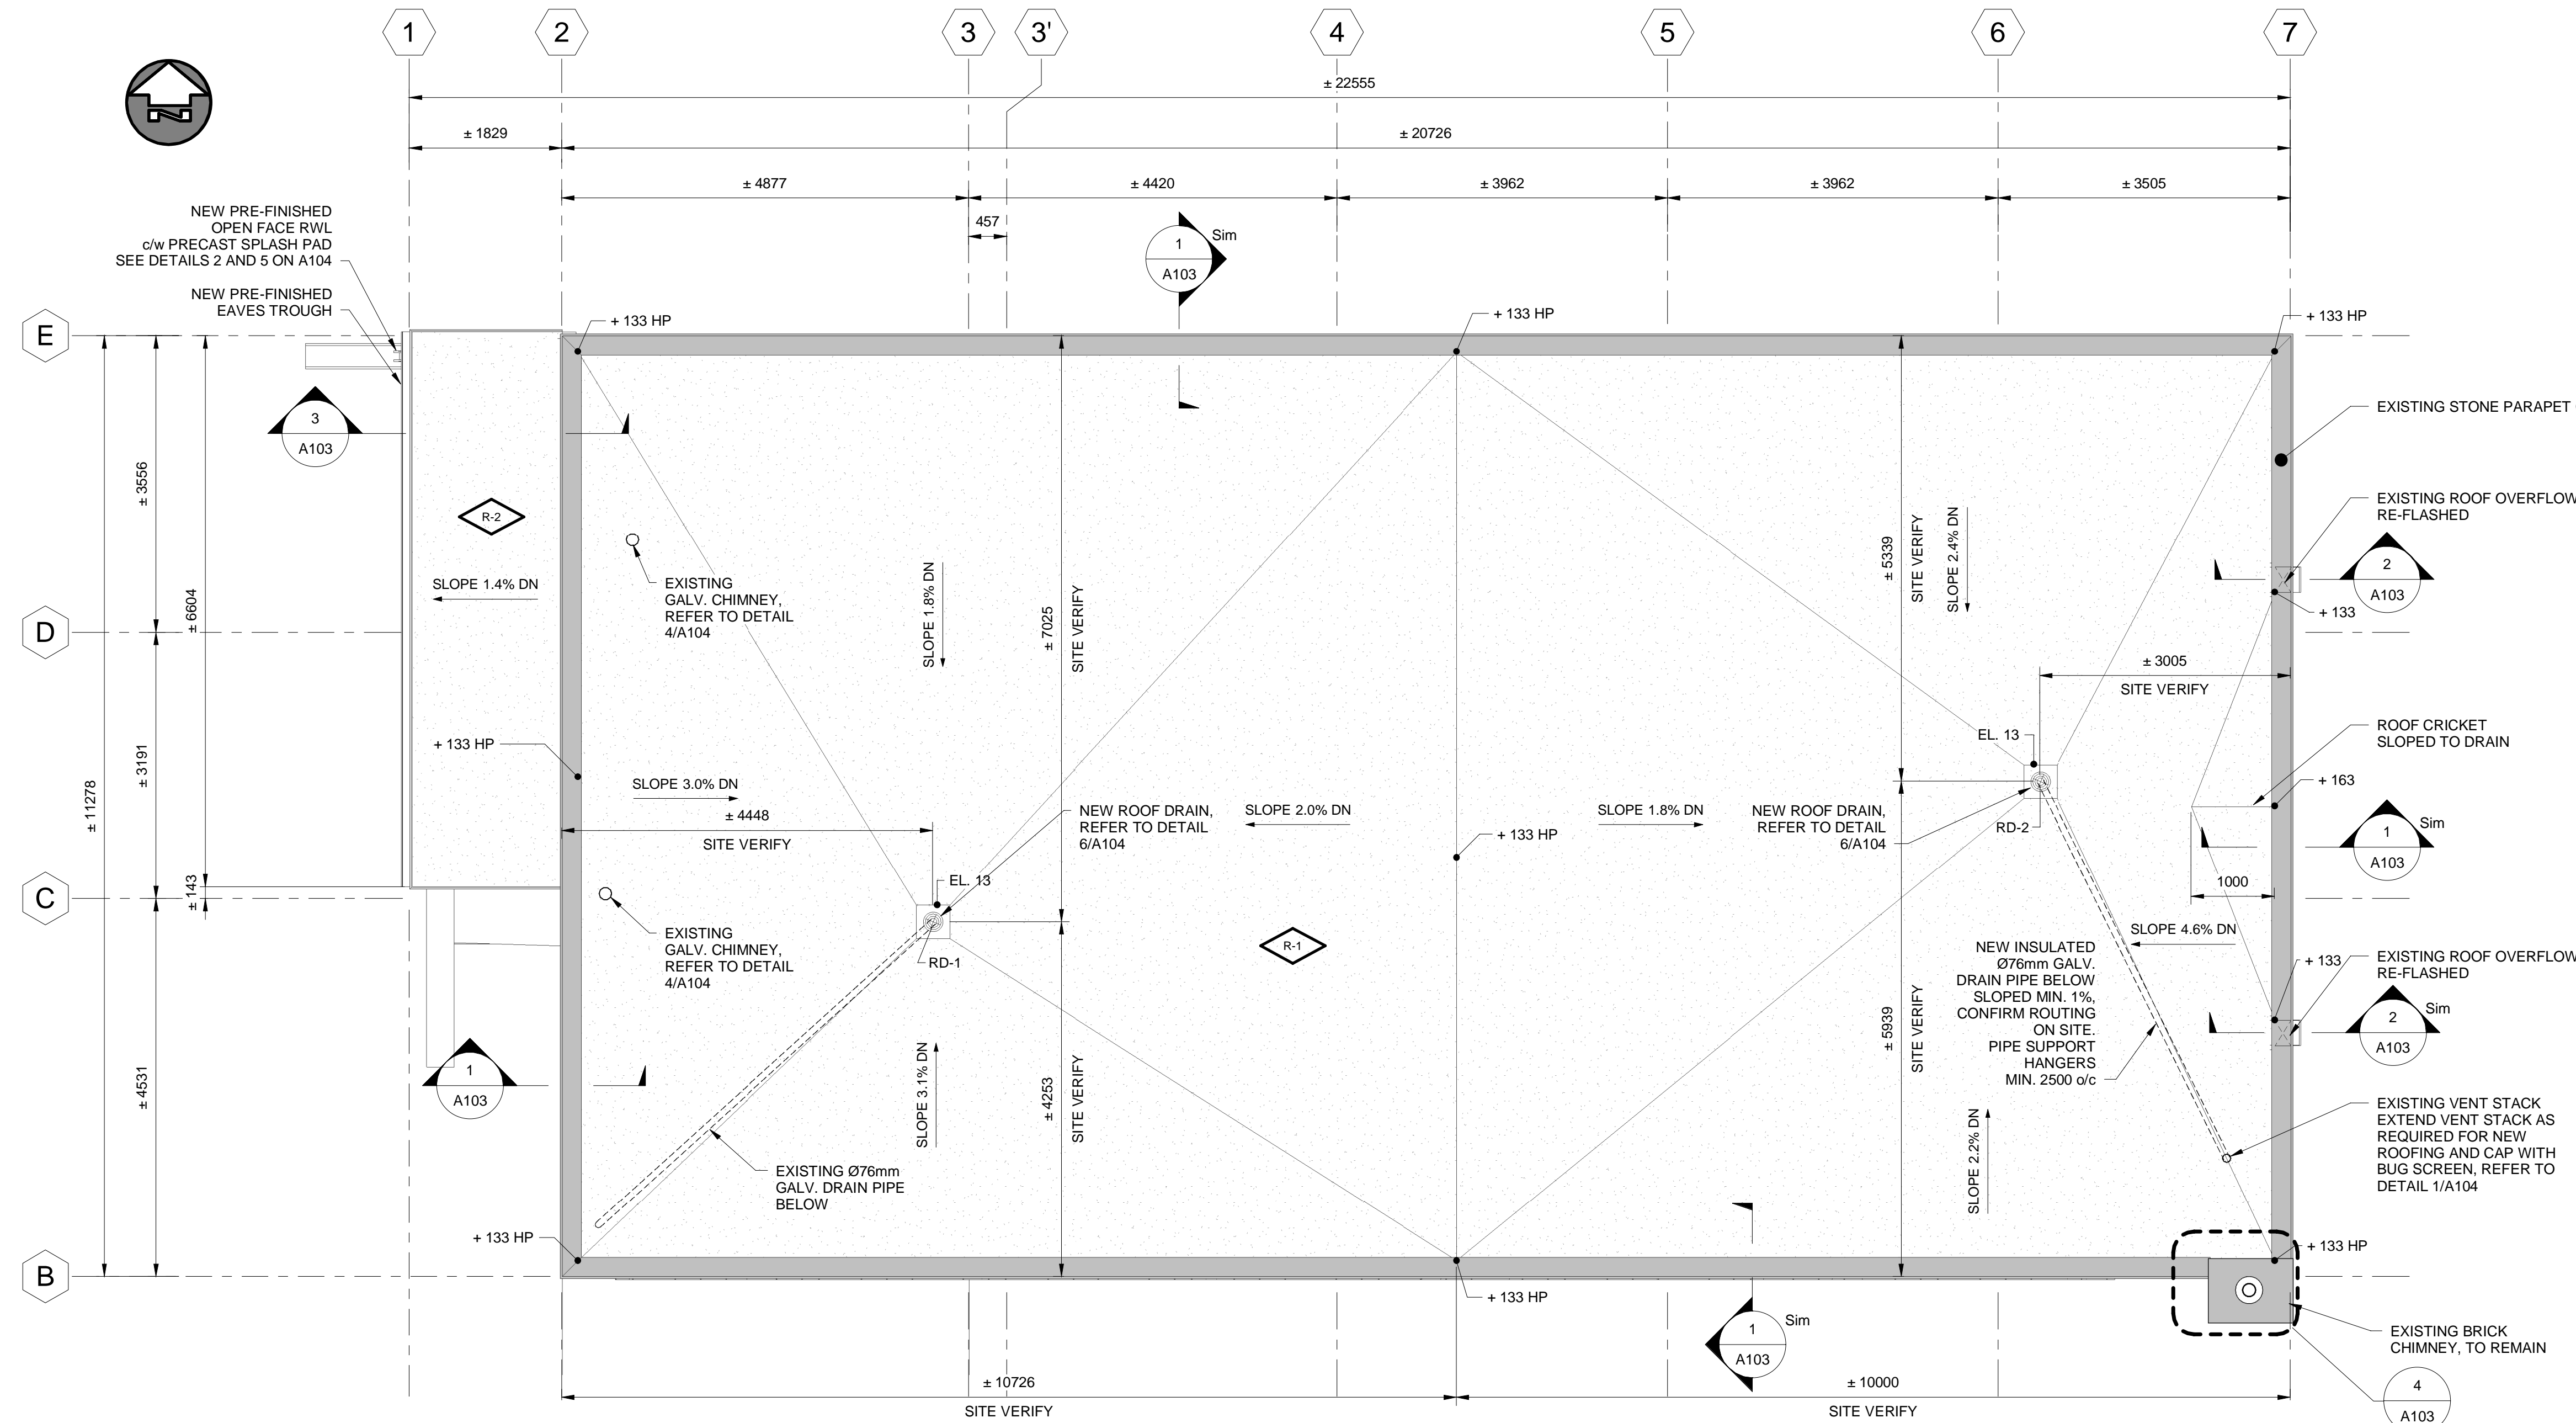 1
2
3
3'
4
5
6
7
N
± 22555
± 1829
± 20726
± 4877
± 4420
± 3962
± 3962
± 3505
457
NEW PRE-FINISHED
OPEN FACE RWL
c/w PRECAST SPLASH PAD
SEE DETAILS 2 AND 5 ON A104
NEW PRE-FINISHED
EAVES TROUGH
1
A103
Sim
E
+ 133 HP
+ 133 HP
+ 133 HP
3
A103
EXISTING STONE PARAPET
± 3556
R-2
EXISTING ROOF OVERFLOW
RE-FLASHED
2
A103
SLOPE 1.4% DN
EXISTING
GALV. CHIMNEY,
REFER TO DETAIL
4/A104
SLOPE 1.8% DN
± 7025
SITE VERIFY
± 5339
SITE VERIFY
SLOPE 2.4% DN
+ 133
± 6604
D
± 3005
SITE VERIFY
ROOF CRICKET
SLOPED TO DRAIN
+ 133 HP
EL. 13
+ 163
± 3191
± 11278
SLOPE 3.0% DN
± 4448
SITE VERIFY
NEW ROOF DRAIN,
REFER TO DETAIL
6/A104
SLOPE 2.0% DN
+ 133 HP
SLOPE 1.8% DN
NEW ROOF DRAIN,
REFER TO DETAIL
6/A104
RD-2
1
A103
Sim
EL. 13
1000
C
± 143
EXISTING
GALV. CHIMNEY,
REFER TO DETAIL
4/A104
RD-1
R-1
SLOPE 4.6% DN
NEW INSULATED
Ø76mm GALV.
DRAIN PIPE BELOW
SLOPED MIN. 1%,
CONFIRM ROUTING
ON SITE.
PIPE SUPPORT
HANGERS
MIN. 2500 o/c
+ 133
EXISTING ROOF OVERFLOW
RE-FLASHED
2
A103
Sim
± 4531
1
A103
SLOPE 3.1% DN
± 4253
SITE VERIFY
± 5939
SITE VERIFY
SLOPE 2.2% DN
EXISTING VENT STACK
EXTEND VENT STACK AS
REQUIRED FOR NEW
ROOFING AND CAP WITH
BUG SCREEN, REFER TO
DETAIL 1/A104
EXISTING Ø76mm
GALV. DRAIN PIPE
BELOW
+ 133 HP
+ 133 HP
B
+ 133 HP
1
A103
Sim
EXISTING BRICK
CHIMNEY, TO REMAIN
± 10726
SITE VERIFY
± 10000
SITE VERIFY
4
A103